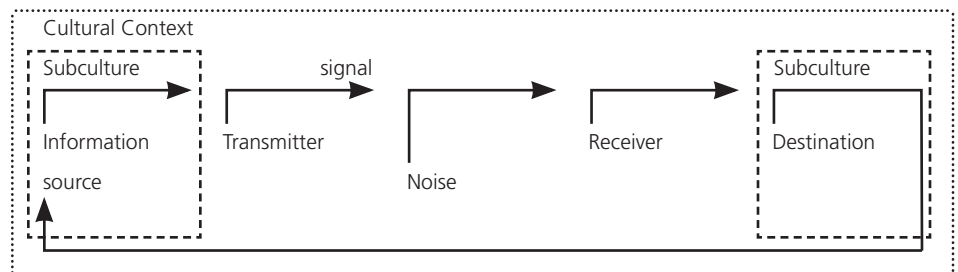 Cultural Context
Subculture
signal
Subculture
Information
source
Transmitter
Noise
Receiver
Destination